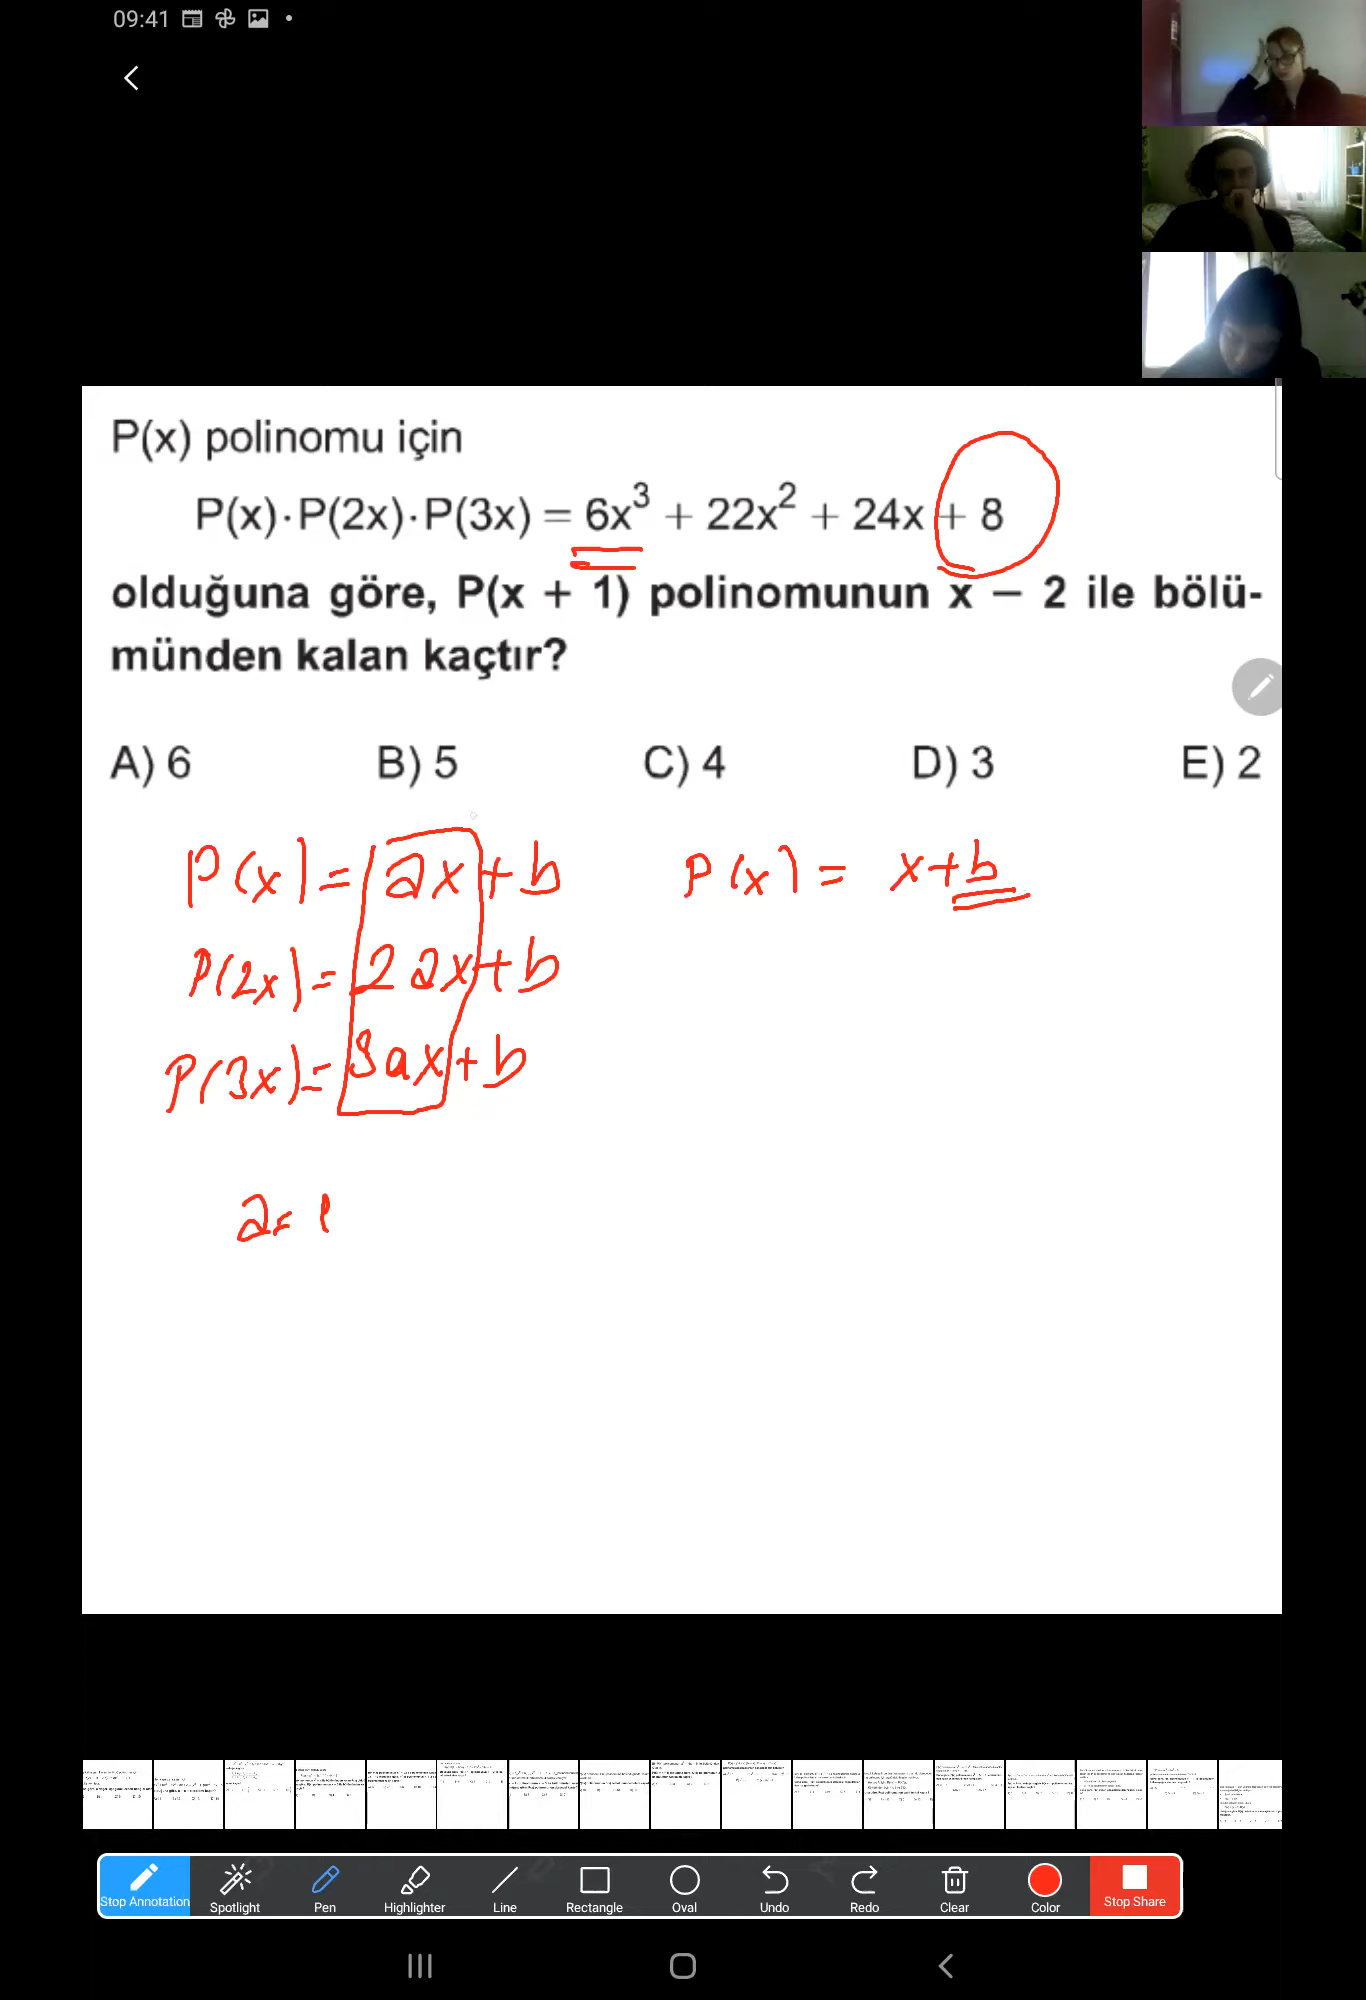 09:41
P(x) polinomu için
P(x)·P(2x)·P(3x) = 6x³ + 22x² + 24x + 8
olduğuna göre, P(x + 1) polinomunun x − 2 ile bölü-
münden kalan kaçtır?
A) 6 B) 5 C) 4 D) 3 E) 2
P(x) = ax + b P(x) = x + b
P(2x) = 2ax + b
P(3x) = 3ax + b
a = 1
Stop Annotation Spotlight Pen Highlighter Line Rectangle Oval Undo Redo Clear Color Stop Share